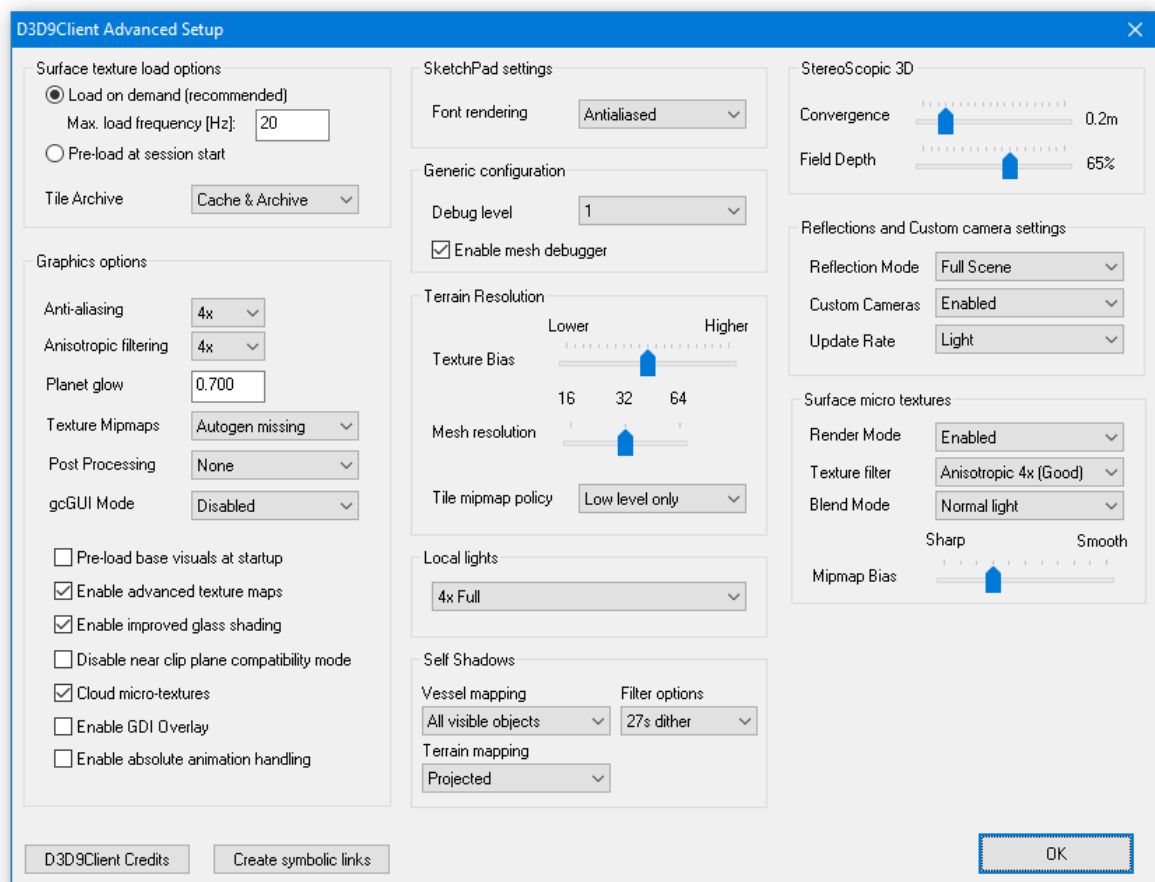 D3D9Client Advanced Setup
Surface texture load options
Load on demand (recommended)
Max. load frequency [Hz]: 20
Pre-load at session start
Tile Archive Cache & Archive
Graphics options
Anti-aliasing 4x
Anisotropic filtering 4x
Planet glow 0.700
Texture Mipmaps Autogen missing
Post Processing None
gcGUI Mode Disabled
Pre-load base visuals at startup
Enable advanced texture maps
Enable improved glass shading
Disable near clip plane compatibility mode
Cloud micro-textures
Enable GDI Overlay
Enable absolute animation handling
D3D9Client Credits
Create symbolic links
SketchPad settings
Font rendering Antialiased
Generic configuration
Debug level 1
Enable mesh debugger
Terrain Resolution
Lower Higher
Texture Bias
16 32 64
Mesh resolution
Tile mipmap policy Low level only
Local lights
4x Full
Self Shadows
Vessel mapping Filter options
All visible objects 27s dither
Terrain mapping
Projected
StereoScopic 3D
Convergence 0.2m
Field Depth 65%
Reflections and Custom camera settings
Reflection Mode Full Scene
Custom Cameras Enabled
Update Rate Light
Surface micro textures
Render Mode Enabled
Texture filter Anisotropic 4x (Good)
Blend Mode Normal light
Sharp Smooth
Mipmap Bias
OK